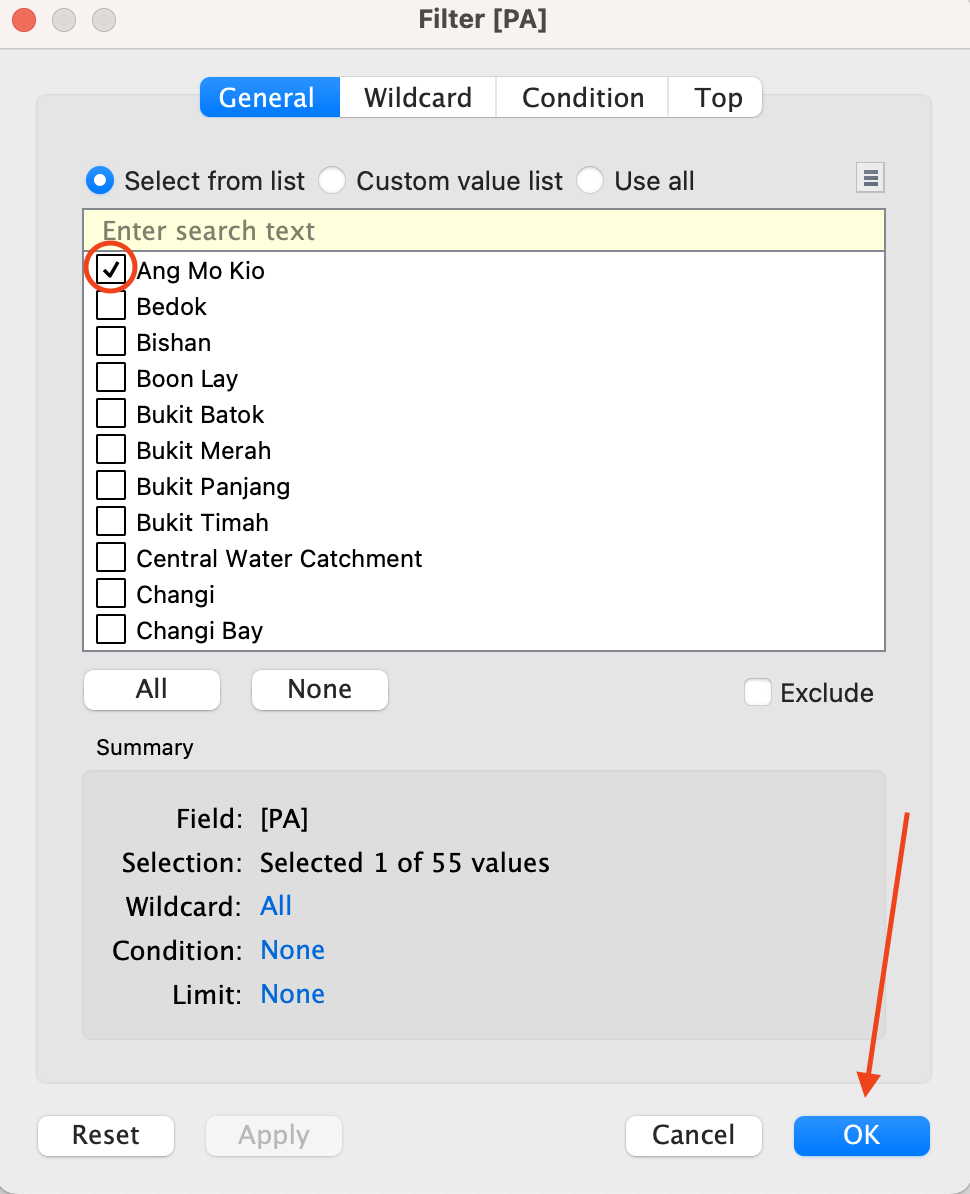 Filter [PA]
General Wildcard Condition Top
Select from list Custom value list Use all
Enter search text
Ang Mo Kio
Bedok
Bishan
Boon Lay
Bukit Batok
Bukit Merah
Bukit Panjang
Bukit Timah
Central Water Catchment
Changi
Changi Bay
All None Exclude
Summary
Field: [PA]
Selection: Selected 1 of 55 values
Wildcard: All
Condition: None
Limit: None
Reset Apply Cancel OK